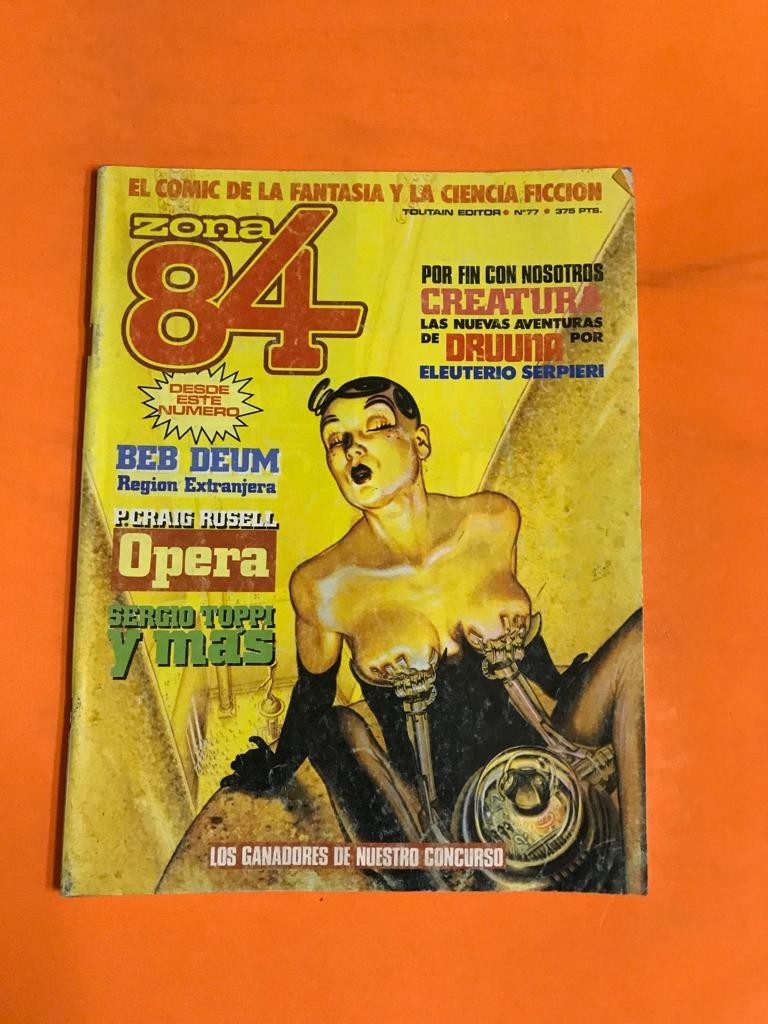 EL COMIC DE LA FANTASIA Y LA CIENCIA FICCION
TOUTAIN EDITOR • Nº 77 • 375 PTS.
zona
84
POR FIN CON NOSOTROS
CREATURA
LAS NUEVAS AVENTURAS
DE DRUUNA POR
ELEUTERIO SERPIERI
DESDE
ESTE
NUMERO
BEB DEUM
Region Extranjera
P. CRAIG RUSELL
Opera
SERGIO TOPPI
y mas
LOS GANADORES DE NUESTRO CONCURSO